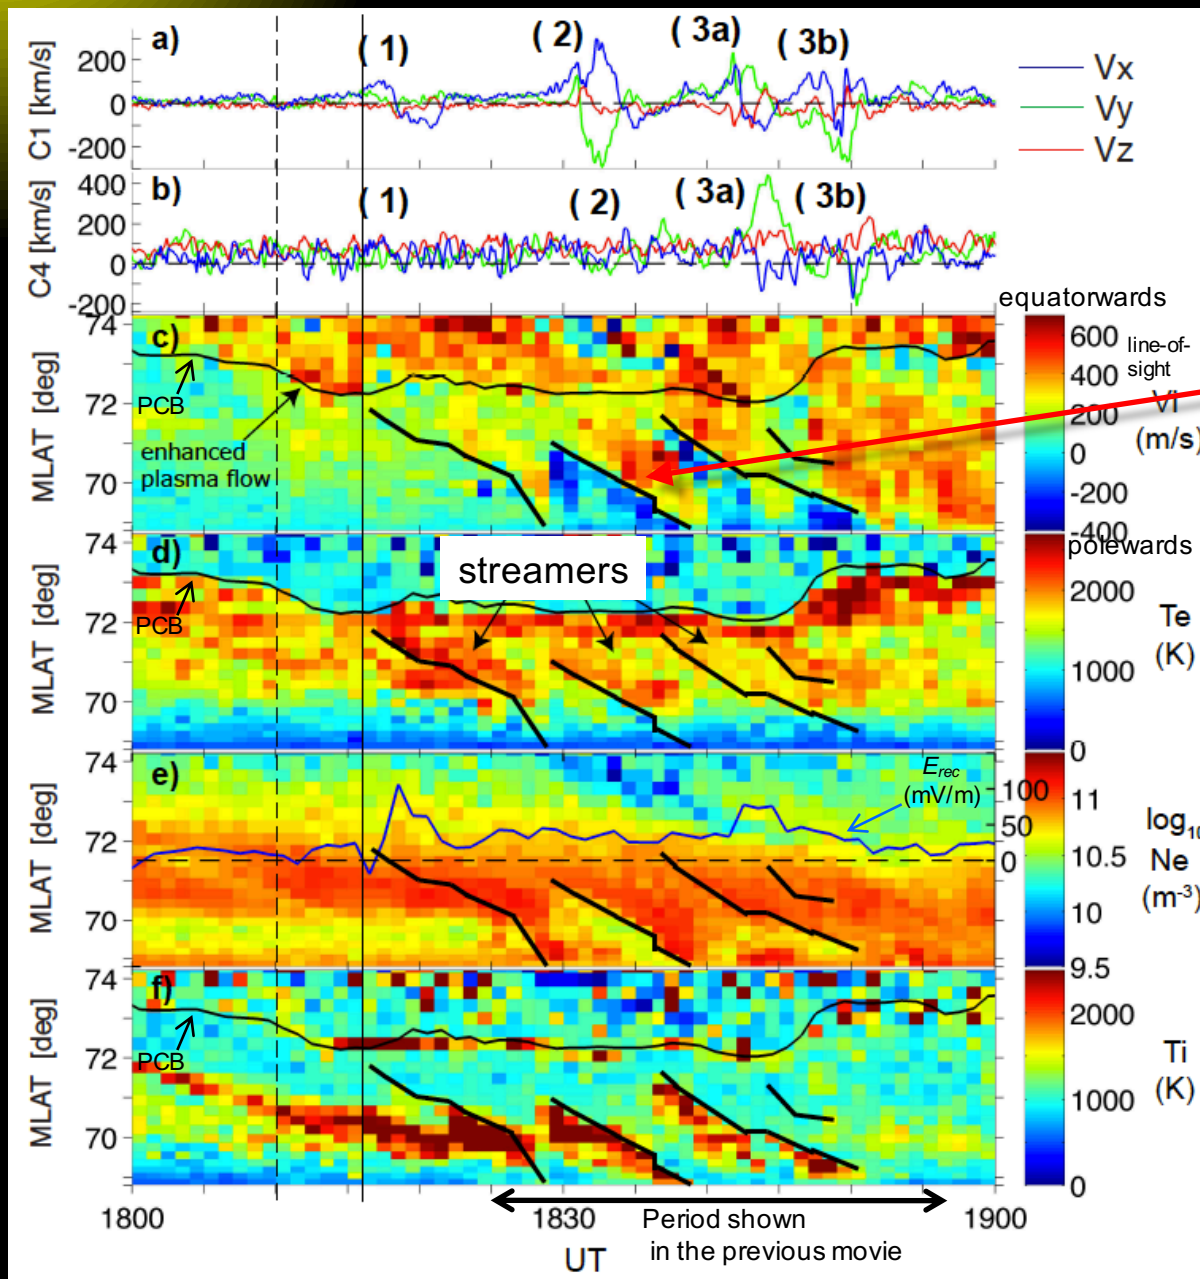 a)
( 1)
( 2)
( 3a)
( 3b)
C1 [km/s]
200
0
-200
Vx
Vy
Vz
b)
( 1)
( 2)
( 3a)
( 3b)
C4 [km/s]
400
200
0
-200
equatorwards
c)
MLAT [deg]
74
72
70
PCB
enhanced
plasma flow
600
400
200
0
-200
-400
line-of-
sight
(m/s)
polewards
d)
MLAT [deg]
74
72
70
PCB
streamers
2000
1000
0
Te
(K)
e)
MLAT [deg]
74
72
70
Erec
(mV/m)
100
50
0
11
10.5
10
9.5
log10
Ne
(m-3)
f)
MLAT [deg]
74
72
70
PCB
2000
1000
0
Ti
(K)
1800
1830
1900
UT
Period shown
in the previous movie